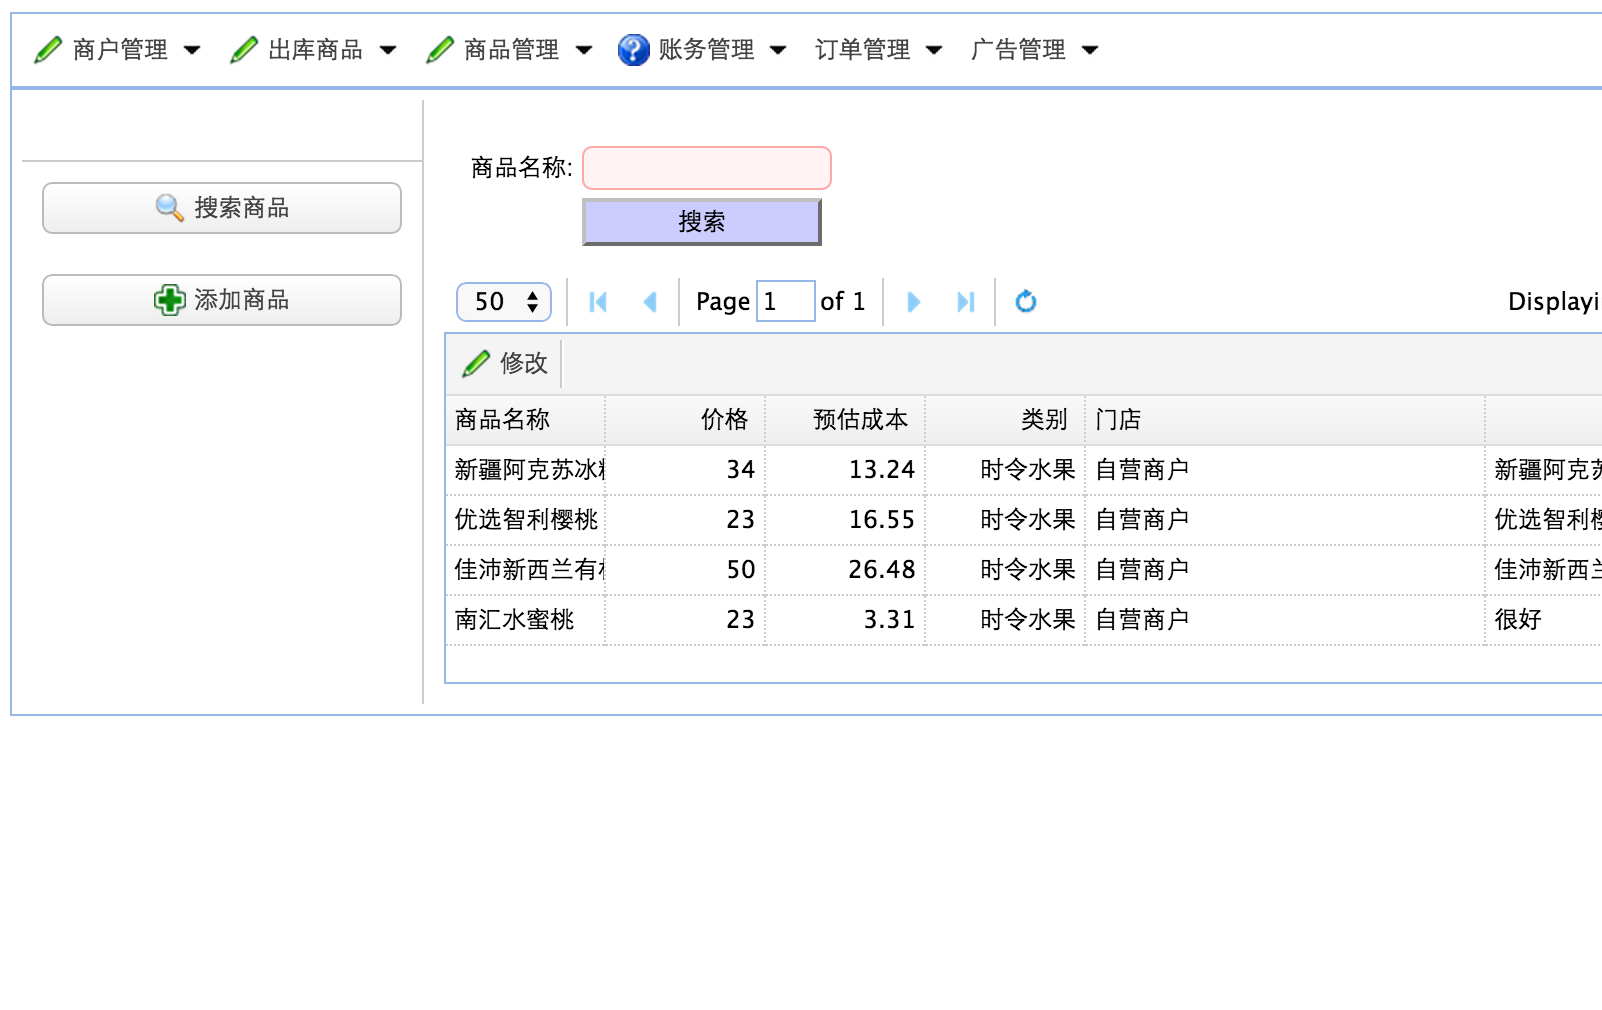 商户管理 出库商品 商品管理 账务管理 订单管理 广告管理
搜索商品
添加商品
商品名称:
搜索
50 Page 1 of 1 Displayi
修改
商品名称 价格 预估成本 类别 门店
新疆阿克苏冰 34 13.24 时令水果 自营商户 新疆阿克苏
优选智利樱桃 23 16.55 时令水果 自营商户 优选智利樱
佳沛新西兰有 50 26.48 时令水果 自营商户 佳沛新西兰
南汇水蜜桃 23 3.31 时令水果 自营商户 很好